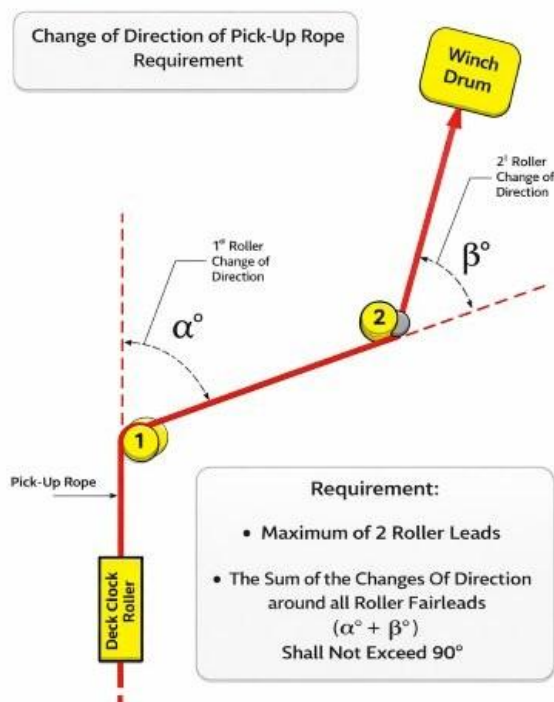 Change of Direction of Pick-Up Rope
Requirement
Winch
Drum
2ˡ Roller
Change of
Direction
β°
1ˢᵗ Roller
Change of
Direction
α°
2
1
Pick-Up Rope
Deck Clock
Roller
Requirement:
• Maximum of 2 Roller Leads
• The Sum of the Changes Of Direction
around all Roller Fairleads
(α° + β°)
Shall Not Exceed 90°